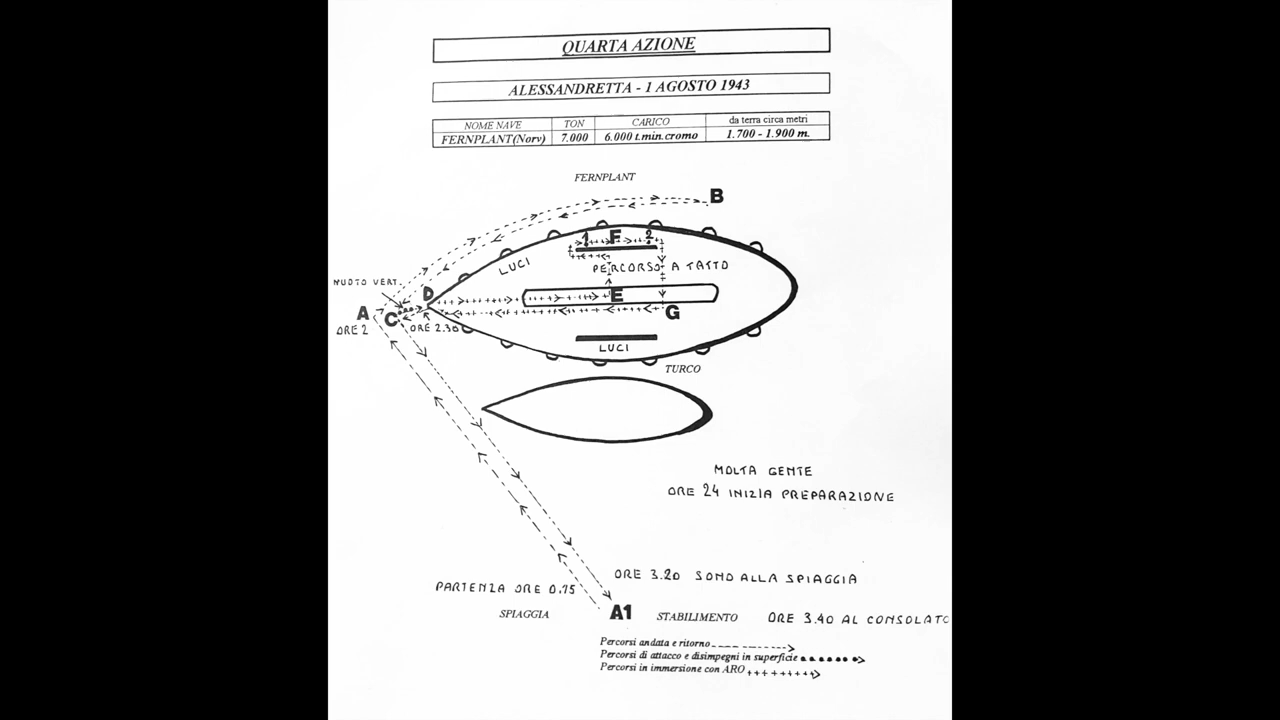 QUARTA AZIONE
ALESSANDRETTA - 1 AGOSTO 1943
NOME NAVE TON CARICO da terra circa metri
FERNPLANT(Norv) 7.000 6.000 t.min.cromo 1.700 - 1.900 m.
FERNPLANT
B
1 F 2
LUCI
PERCORSO A TATTO
NUOTO VERT.
D
E
A C G
ORE 2 ORE 2.30
LUCI
TURCO
MOLTA GENTE
ORE 24 INIZIA PREPARAZIONE
ORE 3.20 SONO ALLA SPIAGGIA
PARTENZA ORE 0.15
SPIAGGIA A1 STABILIMENTO ORE 3.40 AL CONSOLATO
Percorsi andata e ritorno
Percorsi di attacco e disimpegni in superficie
Percorsi in immersione con ARO